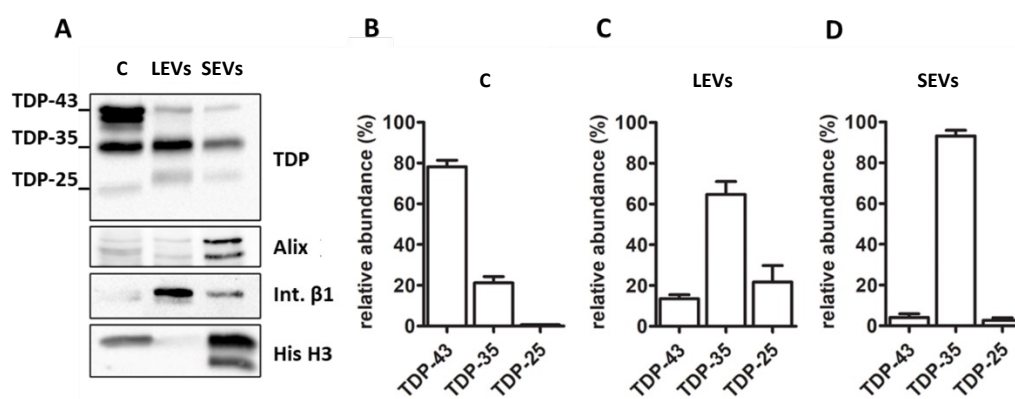 A
C LEVs SEVs
TDP-43
TDP-35
TDP-25
TDP
Alix
Int. β1
His H3
B
C
relative abundance (%)
100
80
60
40
20
0
TDP-43 TDP-35 TDP-25
C
LEVs
relative abundance (%)
100
80
60
40
20
0
TDP-43 TDP-35 TDP-25
D
SEVs
relative abundance (%)
100
80
60
40
20
0
TDP-43 TDP-35 TDP-25